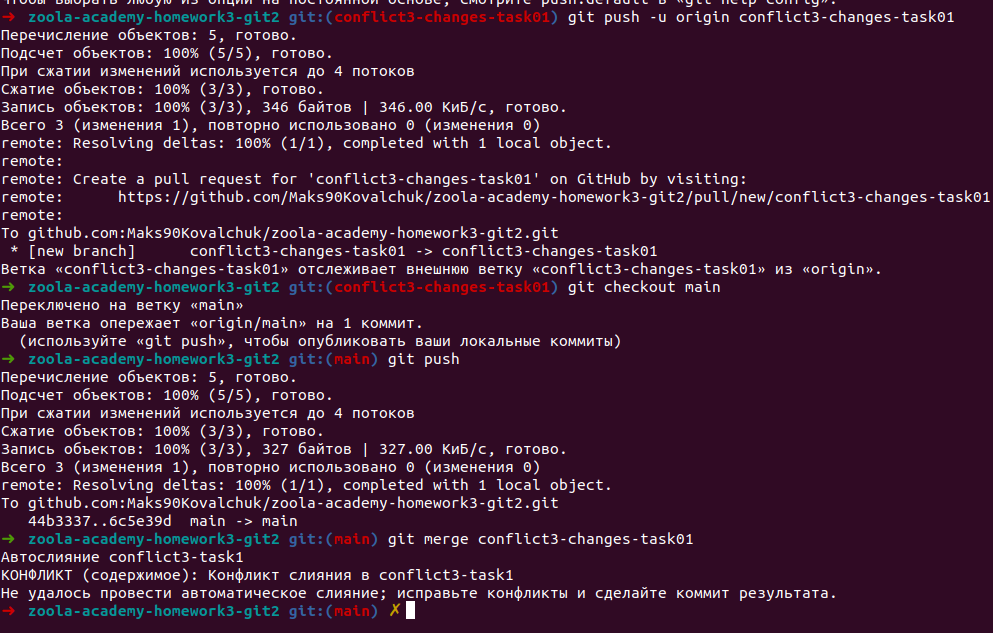 чтобы выбрать любую из опций на постоянной основе, смотрите push.default в «git help config».
➜ zoola-academy-homework3-git2 git:(conflict3-changes-task01) git push -u origin conflict3-changes-task01
Перечисление объектов: 5, готово.
Подсчет объектов: 100% (5/5), готово.
При сжатии изменений используется до 4 потоков
Сжатие объектов: 100% (3/3), готово.
Запись объектов: 100% (3/3), 346 байтов | 346.00 КиБ/с, готово.
Всего 3 (изменения 1), повторно использовано 0 (изменения 0)
remote: Resolving deltas: 100% (1/1), completed with 1 local object.
remote:
remote: Create a pull request for 'conflict3-changes-task01' on GitHub by visiting:
remote:      https://github.com/Maks90Kovalchuk/zoola-academy-homework3-git2/pull/new/conflict3-changes-task01
remote:
To github.com:Maks90Kovalchuk/zoola-academy-homework3-git2.git
 * [new branch]      conflict3-changes-task01 -> conflict3-changes-task01
Ветка «conflict3-changes-task01» отслеживает внешнюю ветку «conflict3-changes-task01» из «origin».
➜ zoola-academy-homework3-git2 git:(conflict3-changes-task01) git checkout main
Переключено на ветку «main»
Ваша ветка опережает «origin/main» на 1 коммит.
  (используйте «git push», чтобы опубликовать ваши локальные коммиты)
➜ zoola-academy-homework3-git2 git:(main) git push
Перечисление объектов: 5, готово.
Подсчет объектов: 100% (5/5), готово.
При сжатии изменений используется до 4 потоков
Сжатие объектов: 100% (3/3), готово.
Запись объектов: 100% (3/3), 327 байтов | 327.00 КиБ/с, готово.
Всего 3 (изменения 1), повторно использовано 0 (изменения 0)
remote: Resolving deltas: 100% (1/1), completed with 1 local object.
To github.com:Maks90Kovalchuk/zoola-academy-homework3-git2.git
   44b3337..6c5e39d  main -> main
➜ zoola-academy-homework3-git2 git:(main) git merge conflict3-changes-task01
Автослияние conflict3-task1
КОНФЛИКТ (содержимое): Конфликт слияния в conflict3-task1
Не удалось провести автоматическое слияние; исправьте конфликты и сделайте коммит результата.
➜ zoola-academy-homework3-git2 git:(main) ✗